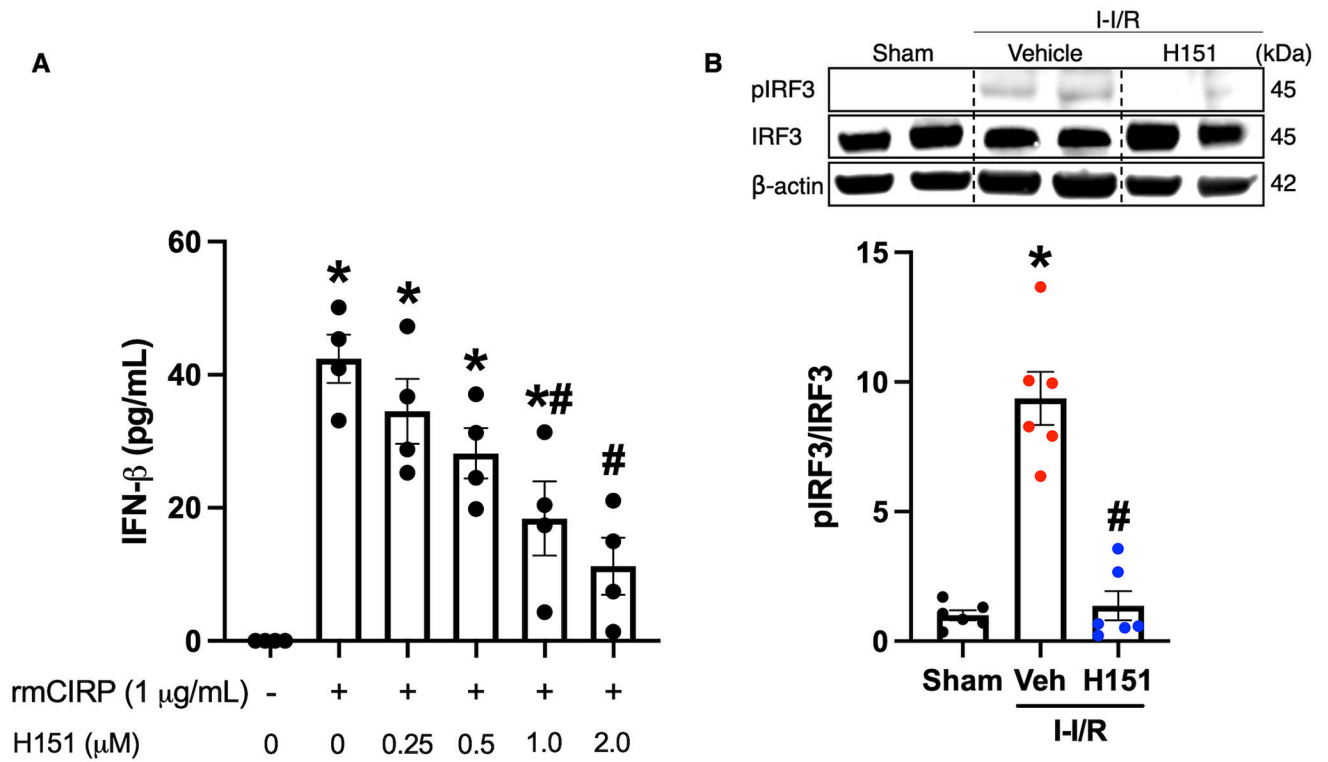 A
60
40
20
0
IFN-β (pg/mL)
*
*
*
*#
#
rmCIRP (1 μg/mL) - + + + + +
H151 (μM) 0 0 0.25 0.5 1.0 2.0
B
I-I/R
Sham Vehicle H151 (kDa)
pIRF3 45
IRF3 45
β-actin 42
15
10
5
0
pIRF3/IRF3
*
#
Sham Veh H151
I-I/R